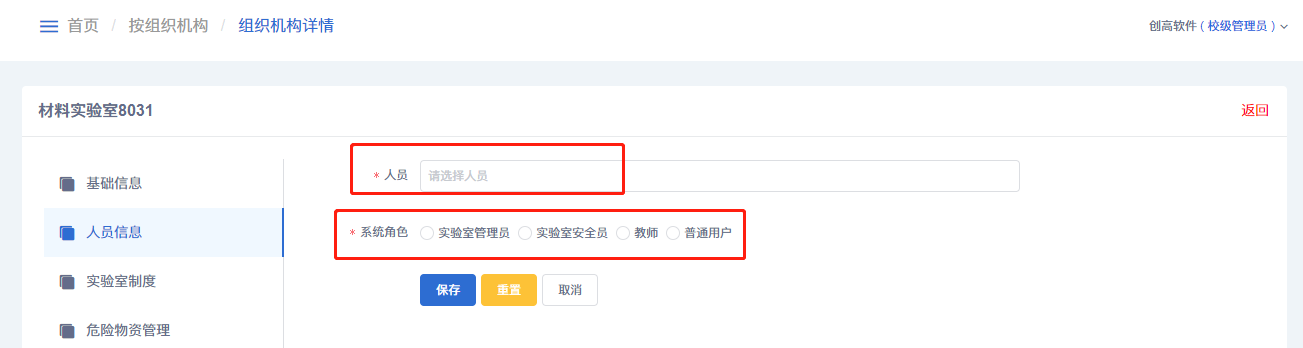 首页 / 按组织机构 / 组织机构详情
创高软件（校级管理员）
材料实验室8031
返回
基础信息
人员信息
实验室制度
危险物资管理
* 人员 请选择人员
* 系统角色 实验室管理员 实验室安全员 教师 普通用户
保存 重置 取消